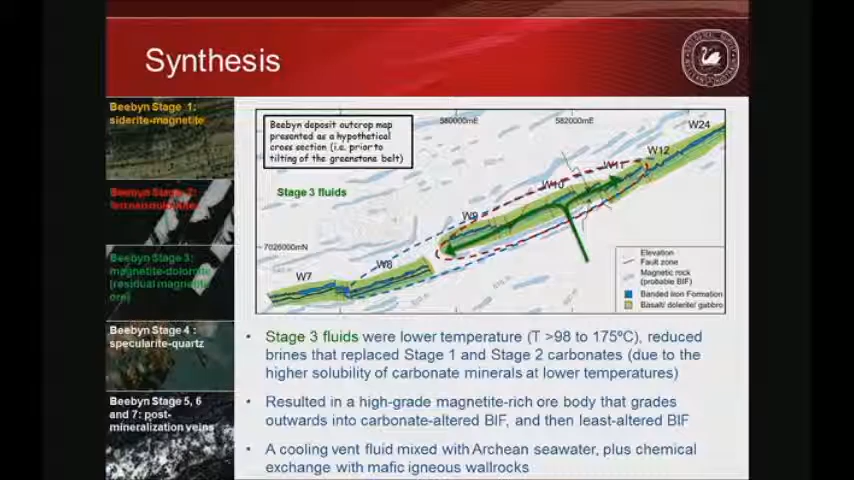 Synthesis
Beebyn Stage 1:
siderite-magnetite
Beebyn Stage 2:
Beebyn Stage 3:
magnetite-dolomite
(residual magnetite
ore)
Beebyn Stage 4 :
specularite-quartz
Beebyn Stage 5, 6
and 7: post-
mineralization veins
Beebyn deposit outcrop map
presented as a hypothetical
cross section (i.e. prior to
tilting of the greenstone belt)
580000mE
582000mE
W24
W12
W11
W10
W9
W8
W7
Stage 3 fluids
7026000mN
Elevation
Fault zone
Magnetic rock
(probable BIF)
Banded Iron Formation
Basalt/ dolerite/ gabbro
• Stage 3 fluids were lower temperature (T >98 to 175ºC), reduced
brines that replaced Stage 1 and Stage 2 carbonates (due to the
higher solubility of carbonate minerals at lower temperatures)
• Resulted in a high-grade magnetite-rich ore body that grades
outwards into carbonate-altered BIF, and then least-altered BIF
• A cooling vent fluid mixed with Archean seawater, plus chemical
exchange with mafic igneous wallrocks